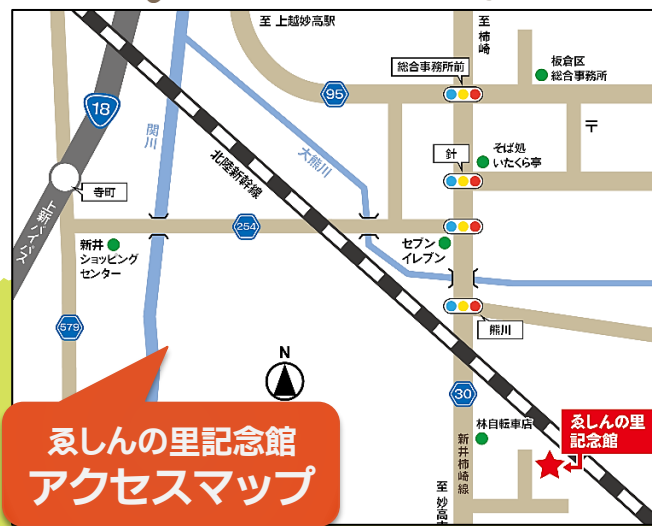 至 上越妙高駅
至 柿崎
総合事務所前
板倉区
総合事務所
95
18
関川
大熊川
北陸新幹線
〒
針
そば処
いたくら亭
寺町
上新バイパス
254
新井
ショッピング
センター
セブン
イレブン
579
熊川
N
30
林自転車店
ゑしんの里
記念館
新井柿崎線
至 妙高
ゑしんの里記念館
アクセスマップ